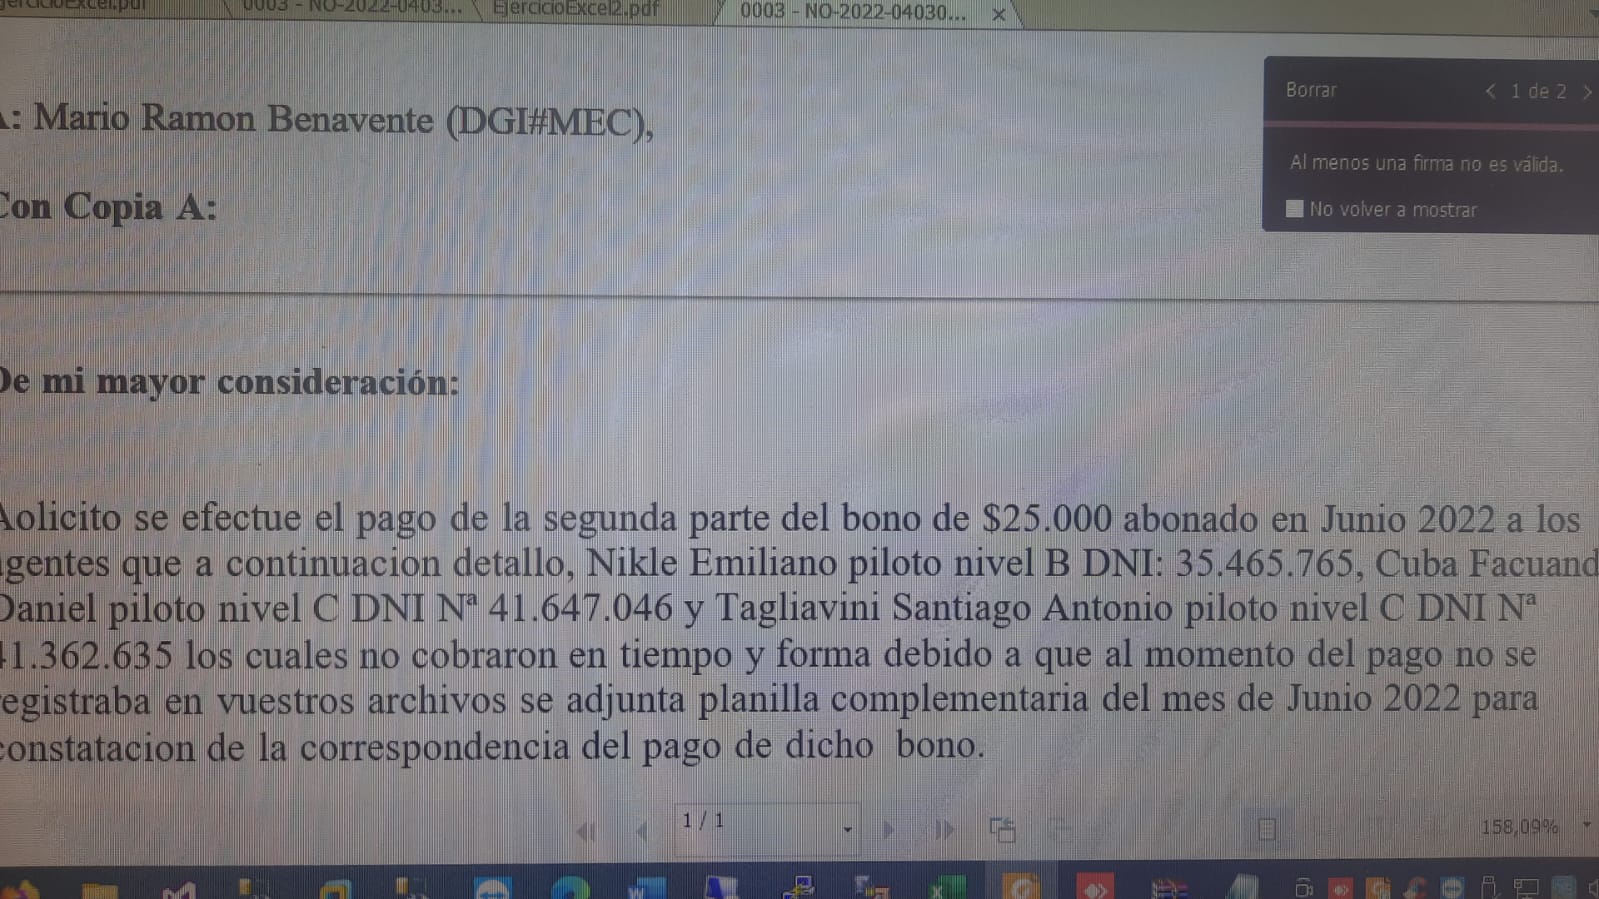 0003 - NO-2022-0403...
EjercicioExcel2.pdf
0003 - NO-2022-04030...
Borrar
1 de 2
Al menos una firma no es válida.
No volver a mostrar
A: Mario Ramon Benavente (DGI#MEC),
Con Copia A:
De mi mayor consideración:
Aolicito se efectue el pago de la segunda parte del bono de $25.000 abonado en Junio 2022 a los
agentes que a continuacion detallo, Nikle Emiliano piloto nivel B DNI: 35.465.765, Cuba Facuand
Daniel piloto nivel C DNI Nª 41.647.046 y Tagliavini Santiago Antonio piloto nivel C DNI Nª
41.362.635 los cuales no cobraron en tiempo y forma debido a que al momento del pago no se
registraba en vuestros archivos se adjunta planilla complementaria del mes de Junio 2022 para
constatacion de la correspondencia del pago de dicho bono.
1 / 1
158,09%